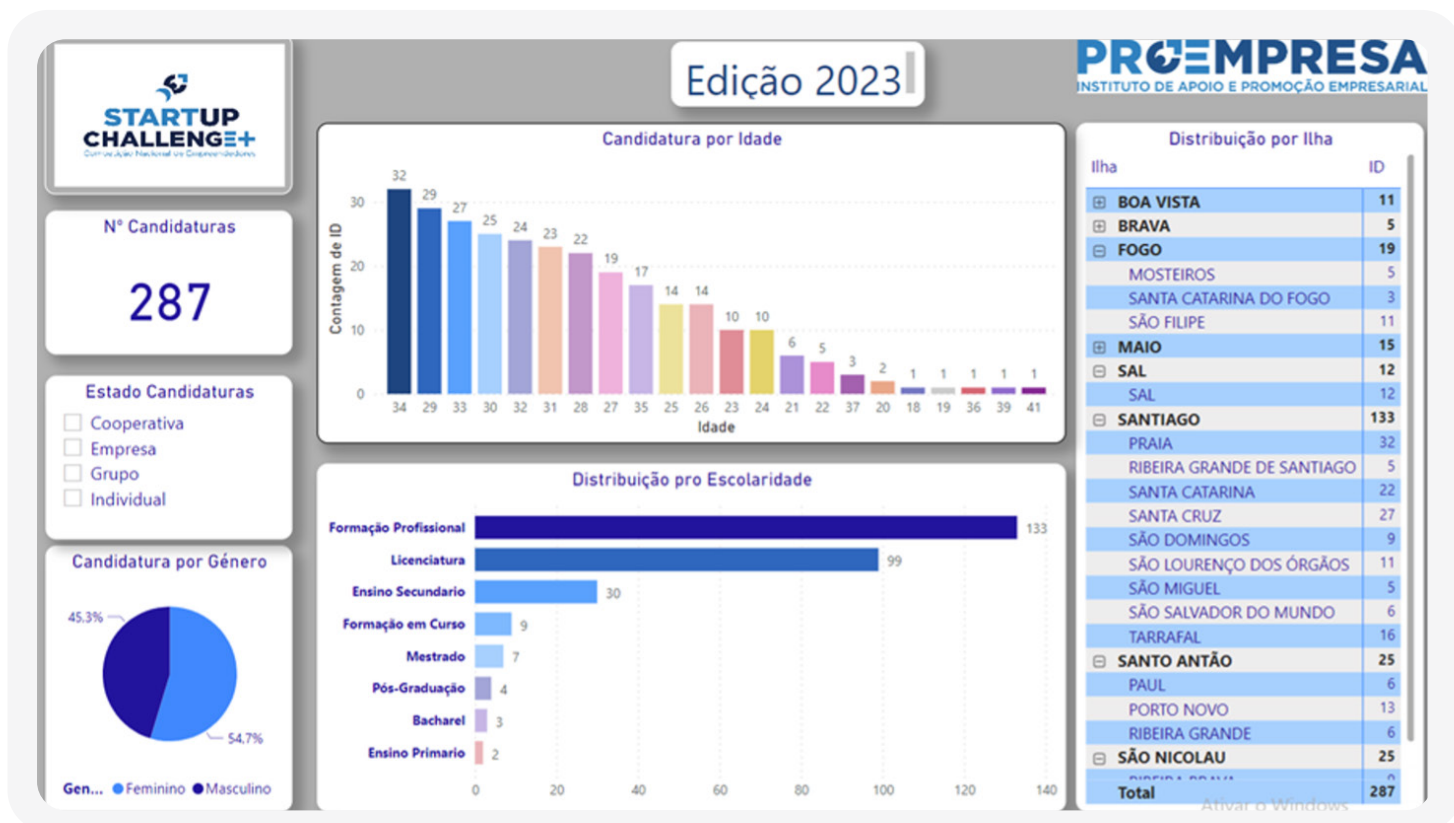 STARTUP
CHALLENGE+
Edição 2023
PROEMPRESA
INSTITUTO DE APOIO E PROMOÇÃO EMPRESARIAL
Nº Candidaturas
287
Estado Candidaturas
Cooperativa
Empresa
Grupo
Individual
Candidatura por Género
45.3%
54.7%
Gen... Feminino Masculino
Candidatura por Idade
Contagem de ID
30
20
10
0
32 29 27 25 24 23 22 19 17 14 14 10 10 6 5 3 2 1 1 1 1 1
34 29 33 30 32 31 28 27 35 25 26 23 24 21 22 37 20 18 19 36 39 41
Idade
Distribuição pro Escolaridade
Formação Profissional 133
Licenciatura 99
Ensino Secundario 30
Formação em Curso 9
Mestrado 7
Pós-Graduação 4
Bacharel 3
Ensino Primario 2
0 20 40 60 80 100 120 140
Distribuição por Ilha
Ilha ID
BOA VISTA 11
BRAVA 5
FOGO 19
MOSTEIROS 5
SANTA CATARINA DO FOGO 3
SÃO FILIPE 11
MAIO 15
SAL 12
SAL 12
SANTIAGO 133
PRAIA 32
RIBEIRA GRANDE DE SANTIAGO 5
SANTA CATARINA 22
SANTA CRUZ 27
SÃO DOMINGOS 9
SÃO LOURENÇO DOS ÓRGÃOS 11
SÃO MIGUEL 5
SÃO SALVADOR DO MUNDO 6
TARRAFAL 16
SANTO ANTÃO 25
PAUL 6
PORTO NOVO 13
RIBEIRA GRANDE 6
SÃO NICOLAU 25
Total 287
Ativar o Windows